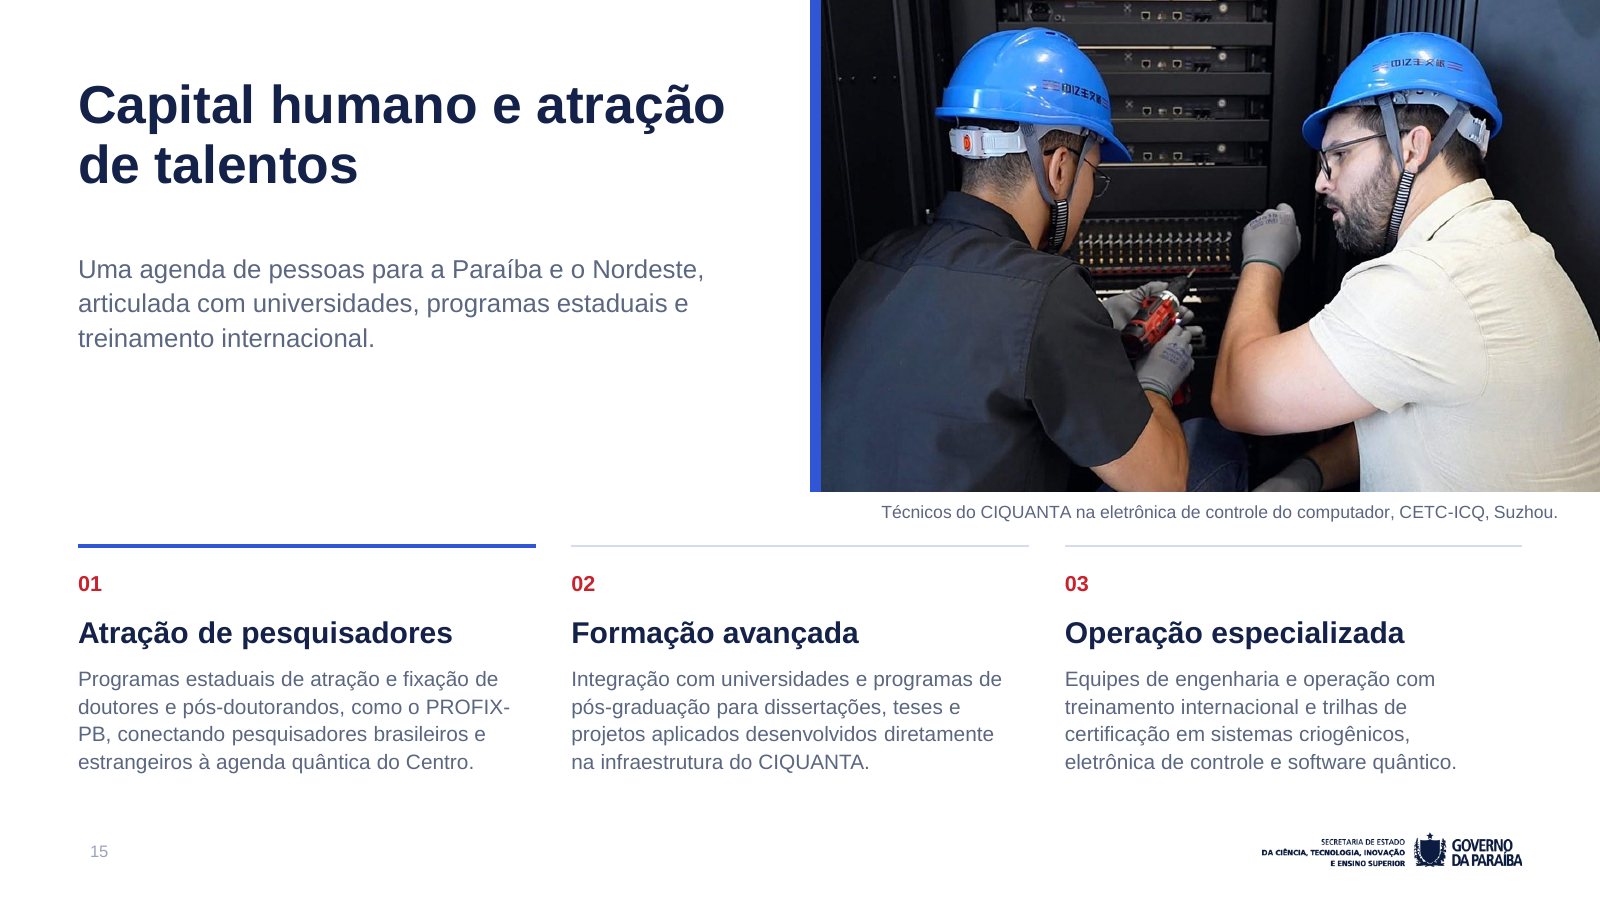 Capital humano e atração
de talentos
Uma agenda de pessoas para a Paraíba e o Nordeste,
articulada com universidades, programas estaduais e
treinamento internacional.
Técnicos do CIQUANTA na eletrônica de controle do computador, CETC-ICQ, Suzhou.
01
Atração de pesquisadores
Programas estaduais de atração e fixação de
doutores e pós-doutorandos, como o PROFIX-
PB, conectando pesquisadores brasileiros e
estrangeiros à agenda quântica do Centro.
02
Formação avançada
Integração com universidades e programas de
pós-graduação para dissertações, teses e
projetos aplicados desenvolvidos diretamente
na infraestrutura do CIQUANTA.
03
Operação especializada
Equipes de engenharia e operação com
treinamento internacional e trilhas de
certificação em sistemas criogênicos,
eletrônica de controle e software quântico.
15
SECRETARIA DE ESTADO
DA CIÊNCIA, TECNOLOGIA, INOVAÇÃO
E ENSINO SUPERIOR
GOVERNO
DA PARAÍBA